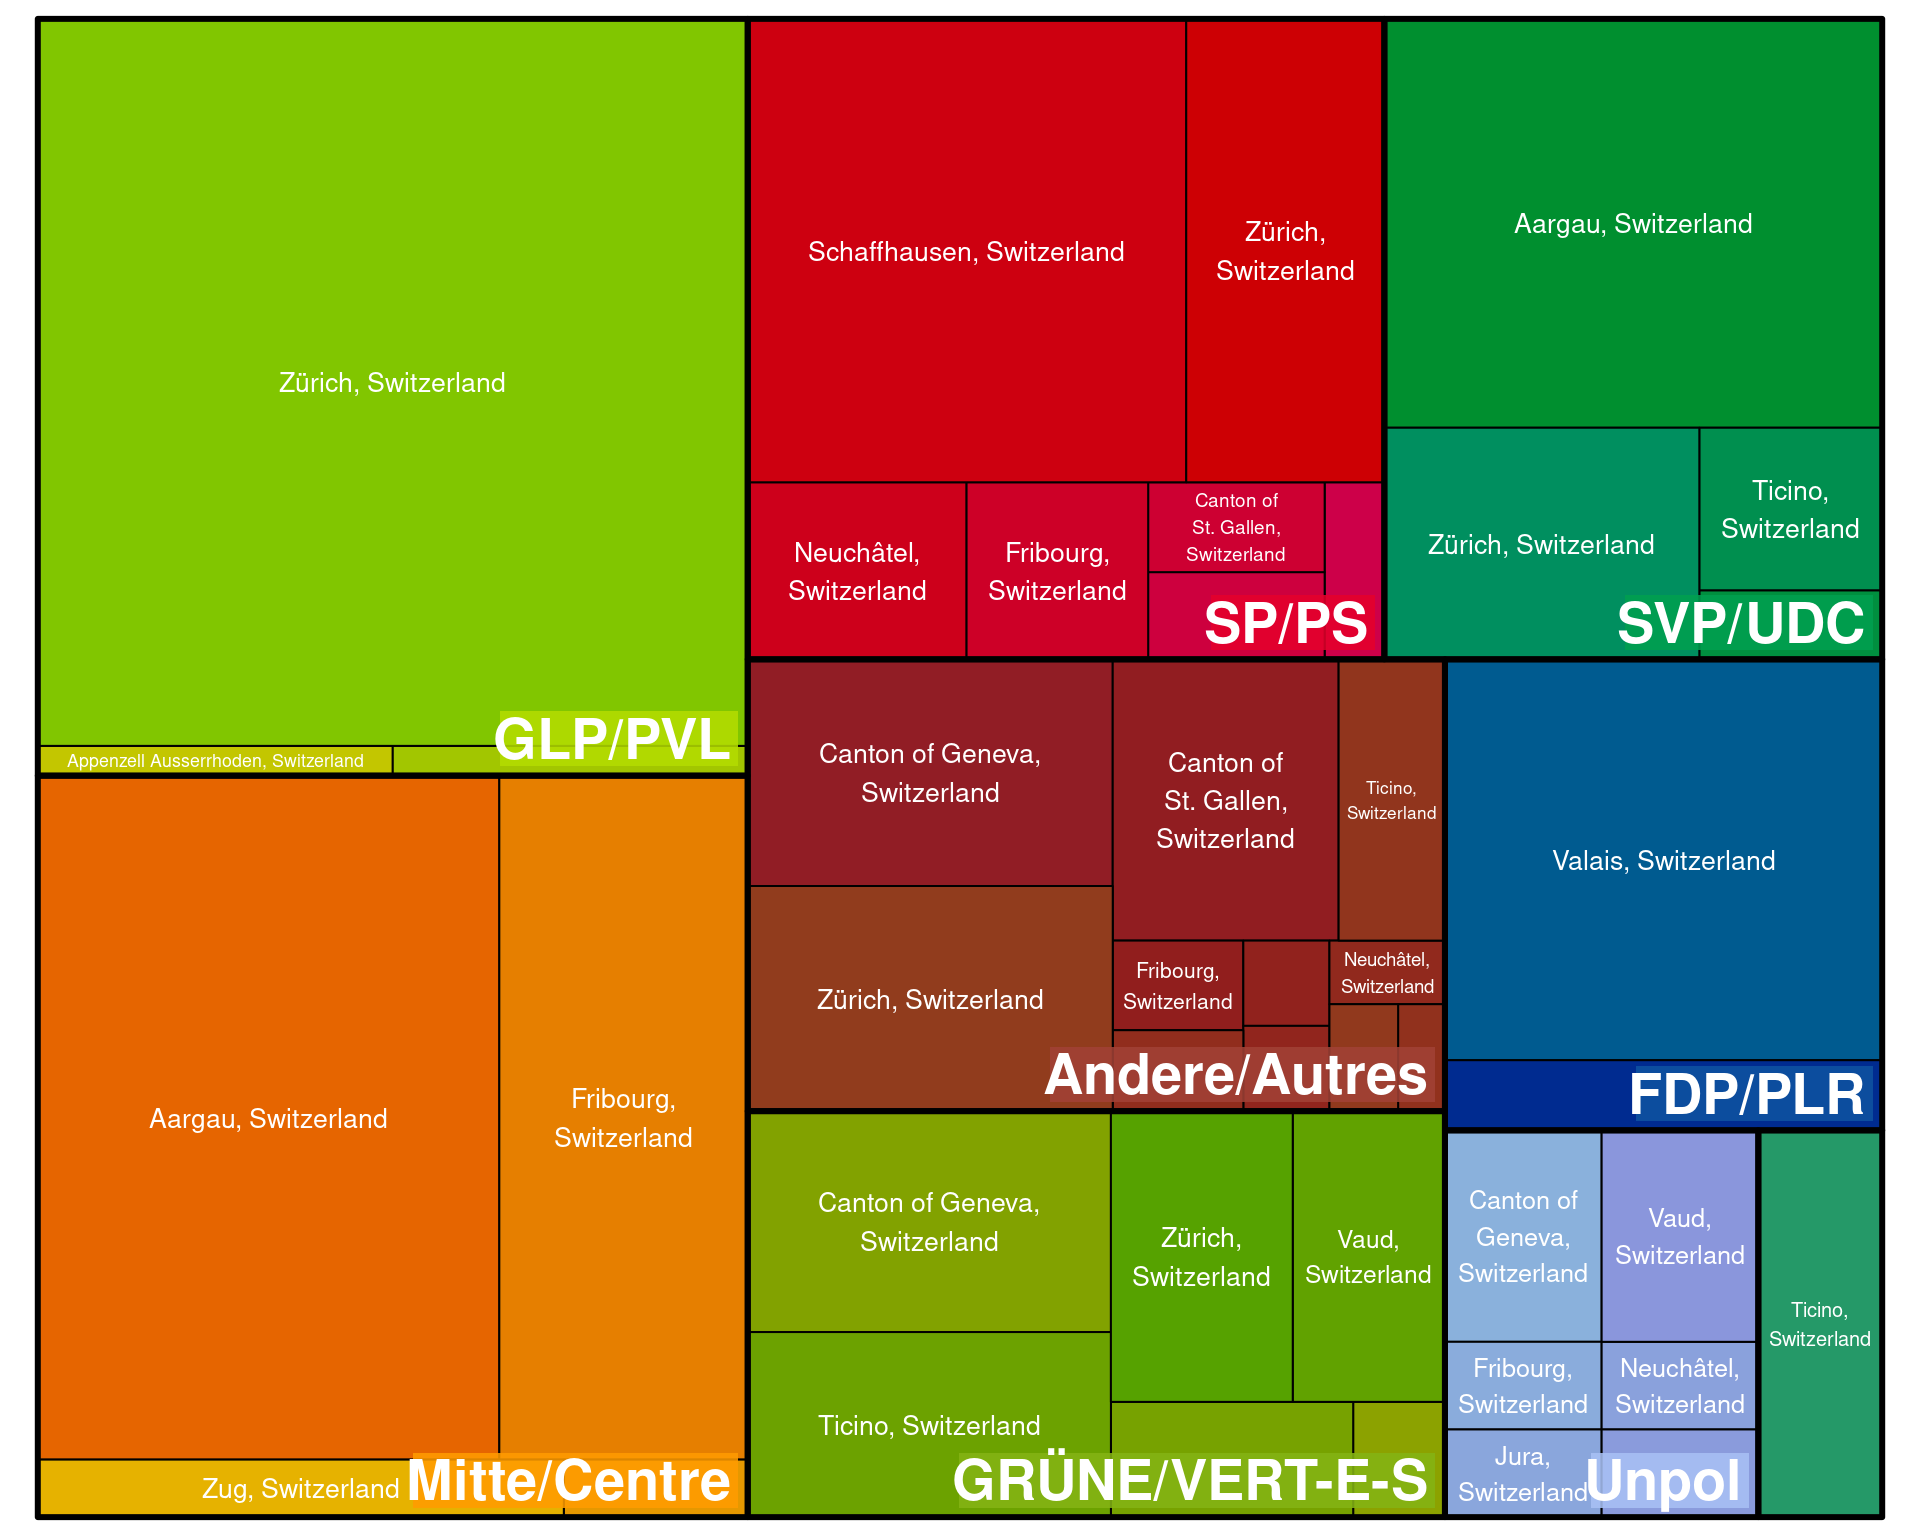 Zürich, Switzerland
Appenzell Ausserrhoden, Switzerland
GLP/PVL
Aargau, Switzerland
Fribourg,
Switzerland
Zug, Switzerland
Mitte/Centre
Schaffhausen, Switzerland
Zürich,
Switzerland
Neuchâtel,
Switzerland
Fribourg,
Switzerland
Canton of
St. Gallen,
Switzerland
SP/PS
Aargau, Switzerland
Zürich, Switzerland
Ticino,
Switzerland
SVP/UDC
Canton of Geneva,
Switzerland
Zürich, Switzerland
Canton of
St. Gallen,
Switzerland
Ticino,
Switzerland
Fribourg,
Switzerland
Neuchâtel,
Switzerland
Andere/Autres
Valais, Switzerland
FDP/PLR
Canton of Geneva,
Switzerland
Ticino, Switzerland
Zürich,
Switzerland
Vaud,
Switzerland
GRÜNE/VERT-E-S
Canton of
Geneva,
Switzerland
Vaud,
Switzerland
Fribourg,
Switzerland
Neuchâtel,
Switzerland
Jura,
Switzerland
Unpol
Ticino,
Switzerland